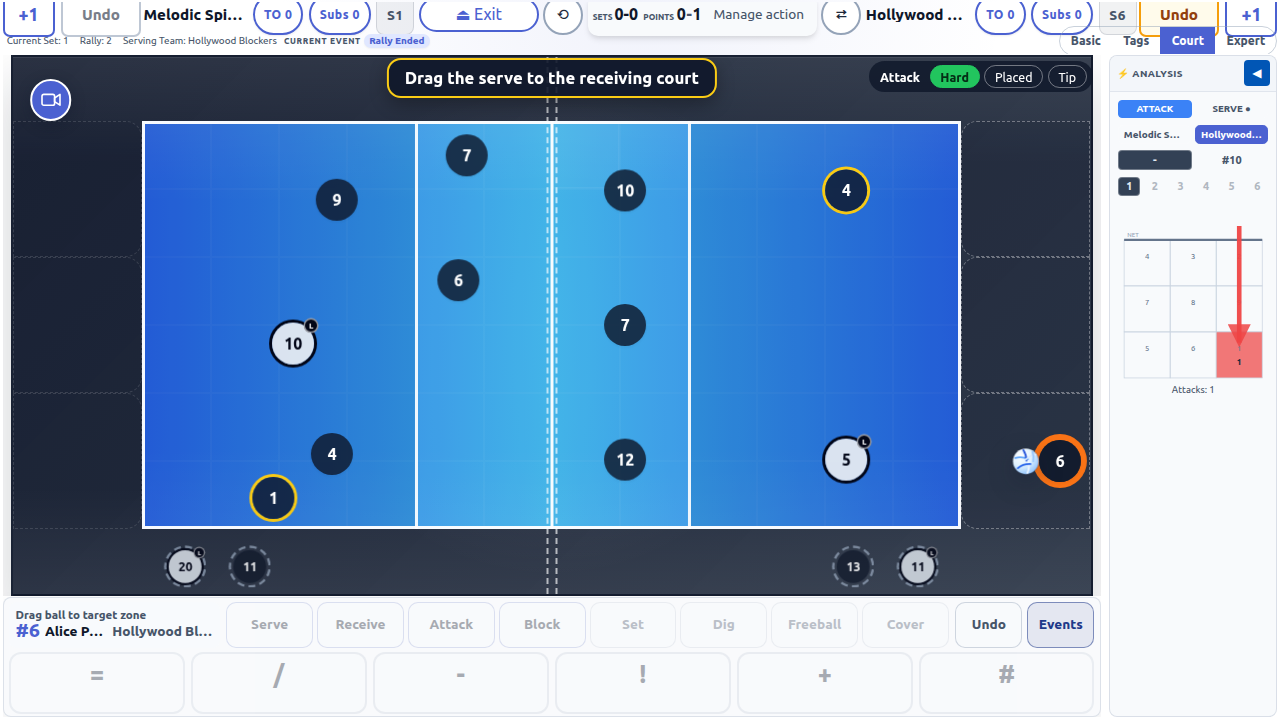 +1 Undo Melodic Spi... TO 0 Subs 0 S1 ⏏ Exit ⟲ SETS 0-0 POINTS 0-1 Manage action ⇄ Hollywood ... TO 0 Subs 0 S6 Undo +1
Current Set: 1 Rally: 2 Serving Team: Hollywood Blockers CURRENT EVENT Rally Ended
Basic Tags Court Expert
Drag the serve to the receiving court
Attack Hard Placed Tip
⚡ ANALYSIS ◀
ATTACK SERVE ●
Melodic S... Hollywood...
- #10
1 2 3 4 5 6
NET
4 3
7 8
5 6 1
Attacks: 1
7
9
10
4
6
10 L
7
4
12
5 L
6
1
20 L
11
13
11 L
Drag ball to target zone
#6 Alice P... Hollywood Bl...
Serve Receive Attack Block Set Dig Freeball Cover Undo Events
= / - ! + #